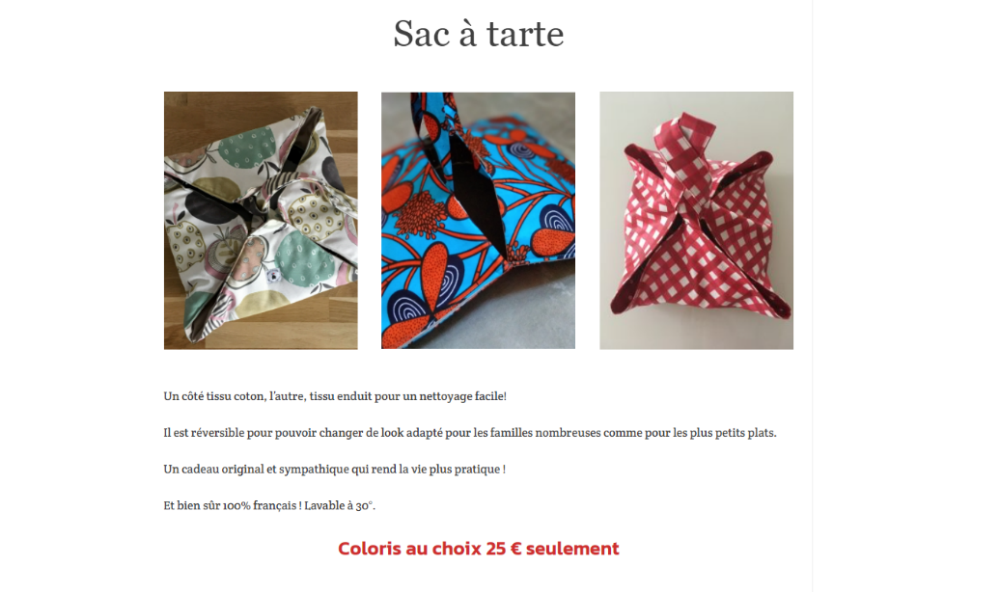 Sac à tarte
Un côté tissu coton, l'autre, tissu enduit pour un nettoyage facile!
Il est réversible pour pouvoir changer de look adapté pour les familles nombreuses comme pour les plus petits plats.
Un cadeau original et sympathique qui rend la vie plus pratique !
Et bien sûr 100% français ! Lavable à 30°.
Coloris au choix 25 € seulement